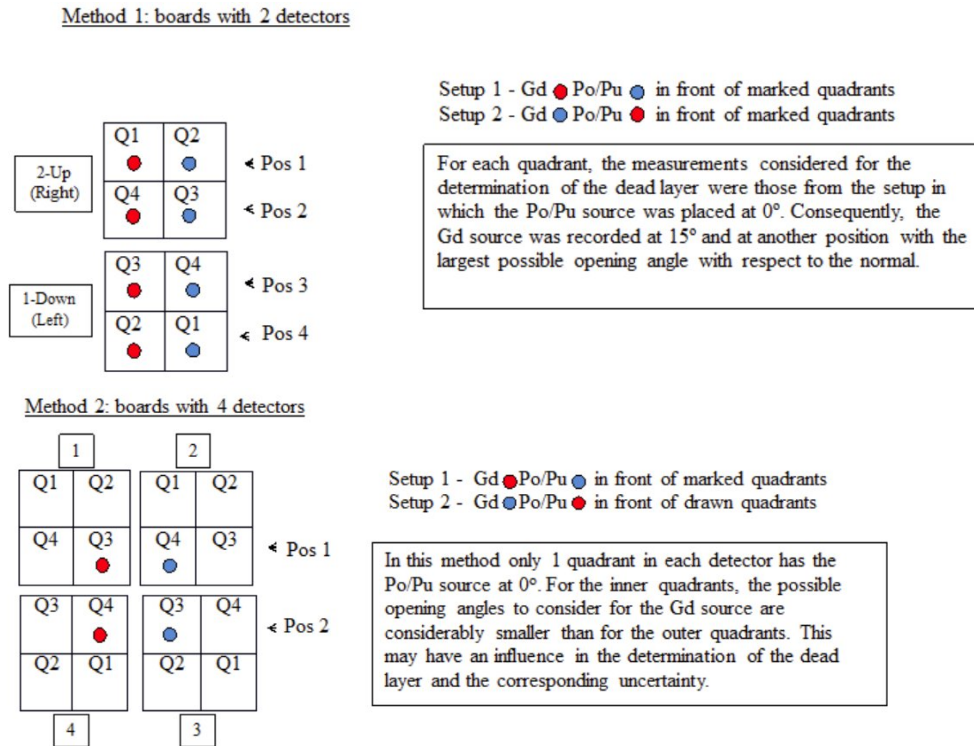 Method 1: boards with 2 detectors
Setup 1 - Gd Po/Pu in front of marked quadrants
Setup 2 - Gd Po/Pu in front of marked quadrants
Q1 Q2
Pos 1
2-Up
(Right)
Q4 Q3
Pos 2
For each quadrant, the measurements considered for the
determination of the dead layer were those from the setup in
which the Po/Pu source was placed at 0º. Consequently, the
Gd source was recorded at 15º and at another position with the
largest possible opening angle with respect to the normal.
Q3 Q4
Pos 3
1-Down
(Left)
Q2 Q1
Pos 4
Method 2: boards with 4 detectors
1 2
Q1 Q2 Q1 Q2
Setup 1 - Gd Po/Pu in front of marked quadrants
Setup 2 - Gd Po/Pu in front of drawn quadrants
Q4 Q3 Q4 Q3
Pos 1
Q3 Q4 Q3 Q4
Pos 2
Q2 Q1 Q2 Q1
4 3
In this method only 1 quadrant in each detector has the
Po/Pu source at 0º. For the inner quadrants, the possible
opening angles to consider for the Gd source are
considerably smaller than for the outer quadrants. This
may have an influence in the determination of the dead
layer and the corresponding uncertainty.